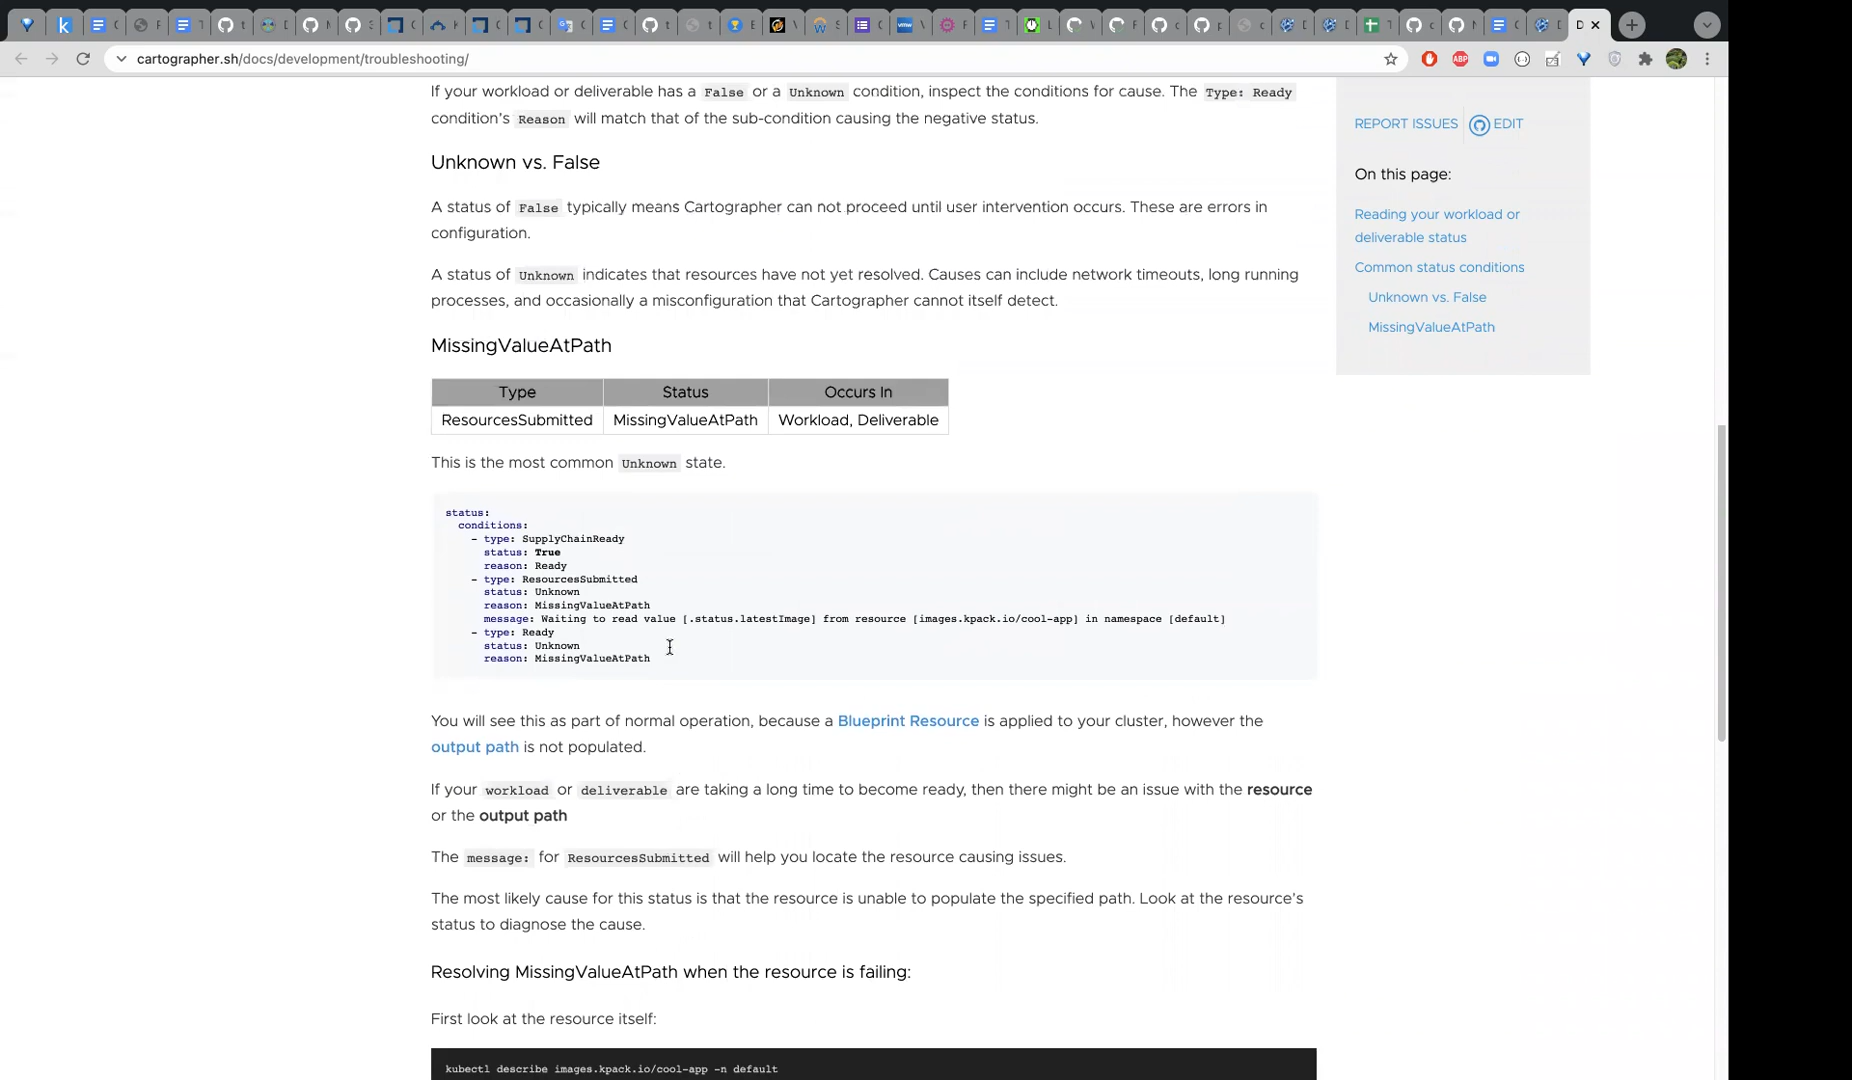 cartographer.sh/docs/development/troubleshooting/
If your workload or deliverable has a False or a Unknown condition, inspect the conditions for cause. The Type: Ready
condition’s Reason will match that of the sub-condition causing the negative status.
Unknown vs. False
A status of False typically means Cartographer can not proceed until user intervention occurs. These are errors in
configuration.
A status of Unknown indicates that resources have not yet resolved. Causes can include network timeouts, long running
processes, and occasionally a misconfiguration that Cartographer cannot itself detect.
MissingValueAtPath
Type Status Occurs In
ResourcesSubmitted MissingValueAtPath Workload, Deliverable
This is the most common Unknown state.
status:
conditions:
- type: SupplyChainReady
status: True
reason: Ready
- type: ResourcesSubmitted
status: Unknown
reason: MissingValueAtPath
message: Waiting to read value [.status.latestImage] from resource [images.kpack.io/cool-app] in namespace [default]
- type: Ready
status: Unknown
reason: MissingValueAtPath
You will see this as part of normal operation, because a Blueprint Resource is applied to your cluster, however the
output path is not populated.
If your workload or deliverable are taking a long time to become ready, then there might be an issue with the resource
or the output path
The message: for ResourcesSubmitted will help you locate the resource causing issues.
The most likely cause for this status is that the resource is unable to populate the specified path. Look at the resource’s
status to diagnose the cause.
Resolving MissingValueAtPath when the resource is failing:
First look at the resource itself:
kubectl describe images.kpack.io/cool-app -n default
REPORT ISSUES EDIT
On this page:
Reading your workload or
deliverable status
Common status conditions
Unknown vs. False
MissingValueAtPath